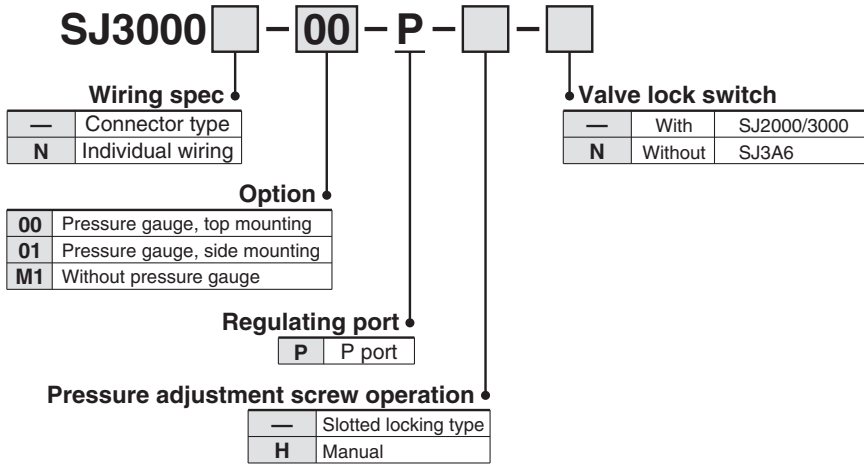 SJ3000 – 00 – P – –
Wiring spec
— Connector type
N Individual wiring
Valve lock switch
— With SJ2000/3000
N Without SJ3A6
Option
00 Pressure gauge, top mounting
01 Pressure gauge, side mounting
M1 Without pressure gauge
Regulating port
P P port
Pressure adjustment screw operation
— Slotted locking type
H Manual